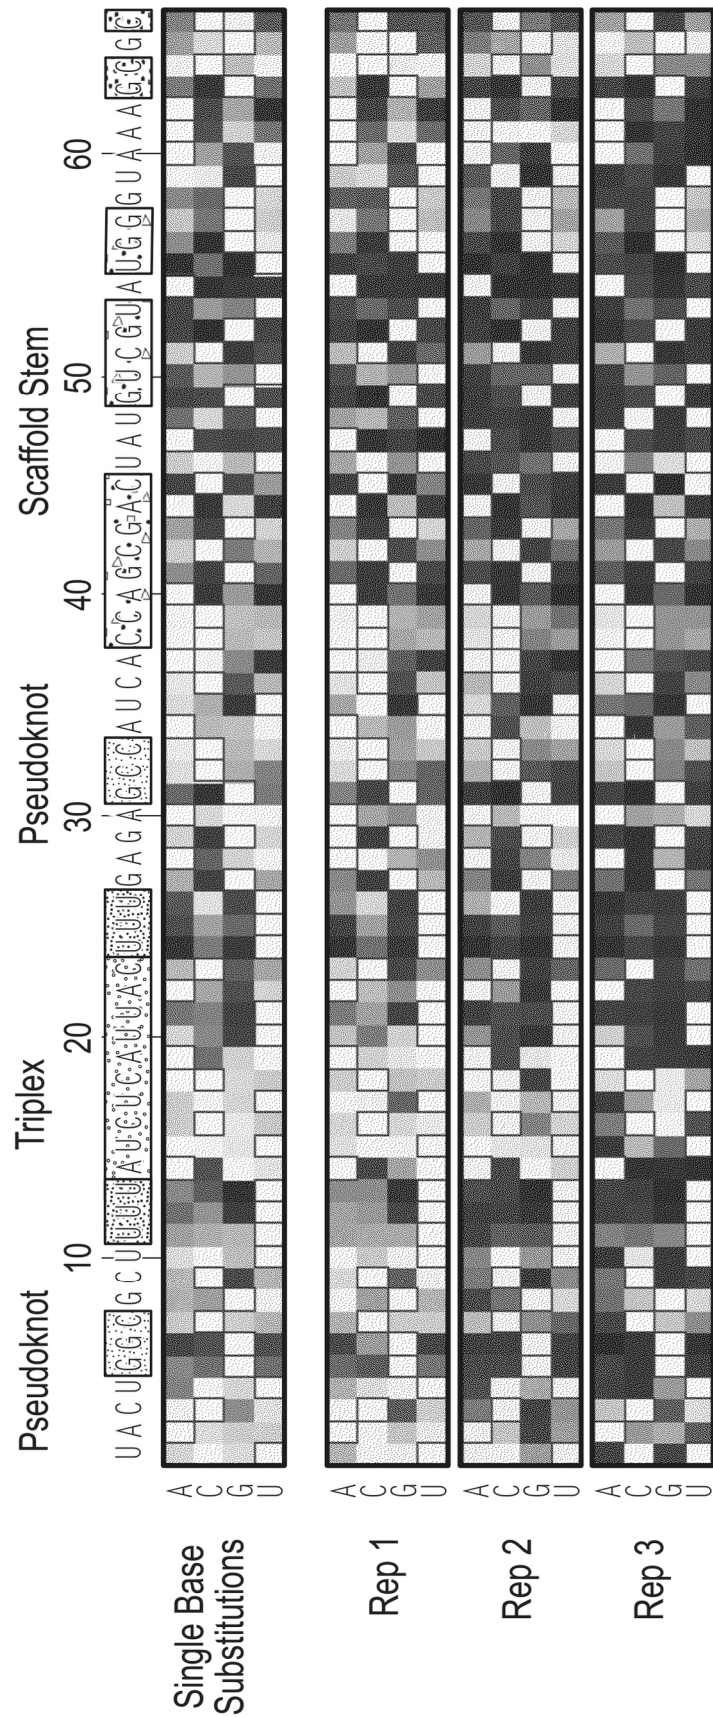 Pseudoknot Triplex Pseudoknot Scaffold Stem
10 20 30 40 50 60
UACUGGCGCUUUUAUCUCAUUACUUUGAGAGCCAUCACCAGCGACUAUGUCGUAUGGGUAAAGCGC
Single Base
Substitutions
A
C
G
U
Rep 1
A
C
G
U
Rep 2
A
C
G
U
Rep 3
A
C
G
U